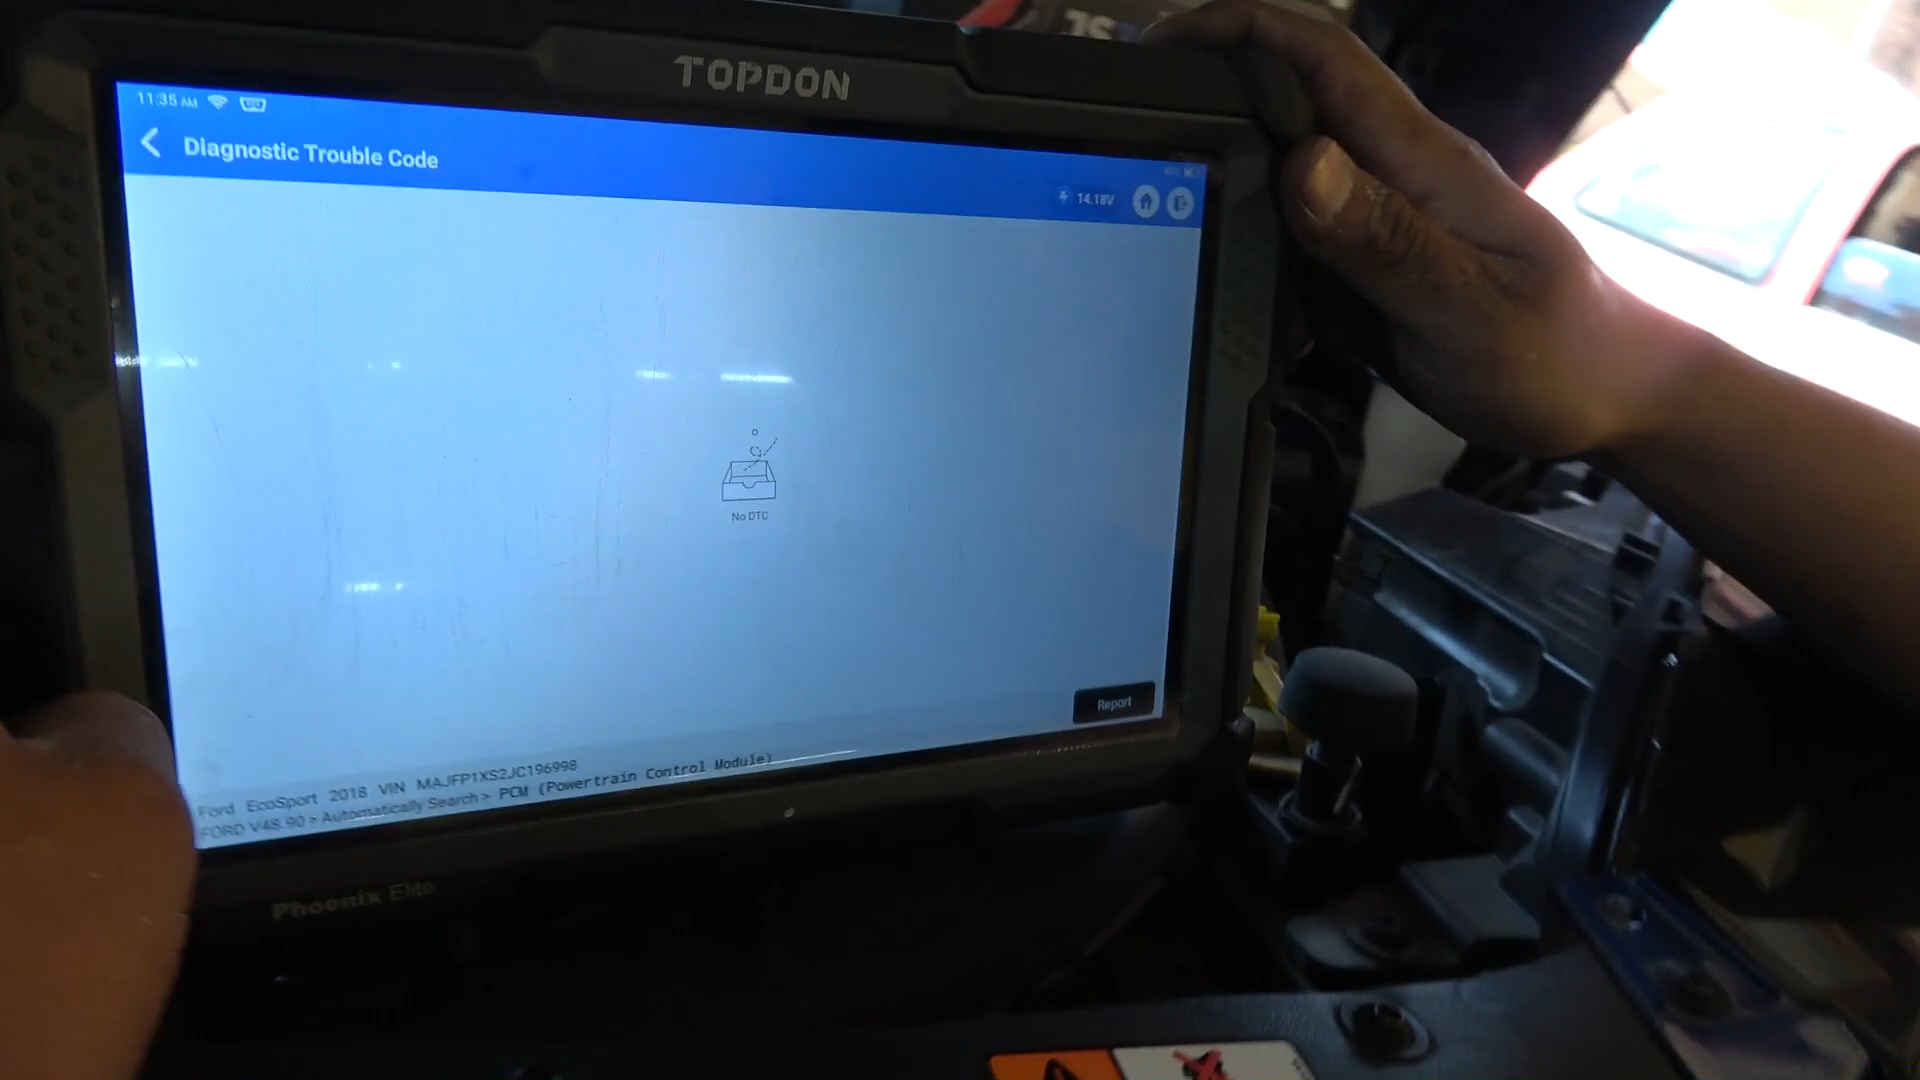 TOPDON
11:35 AM
Diagnostic Trouble Code
14.18V
No DTC
Report
Ford EcoSport 2018 VIN MAJFP1XS2JC196998
FORD V48.90 > Automatically Search > PCM (Powertrain Control Module)
Phoenix Elite